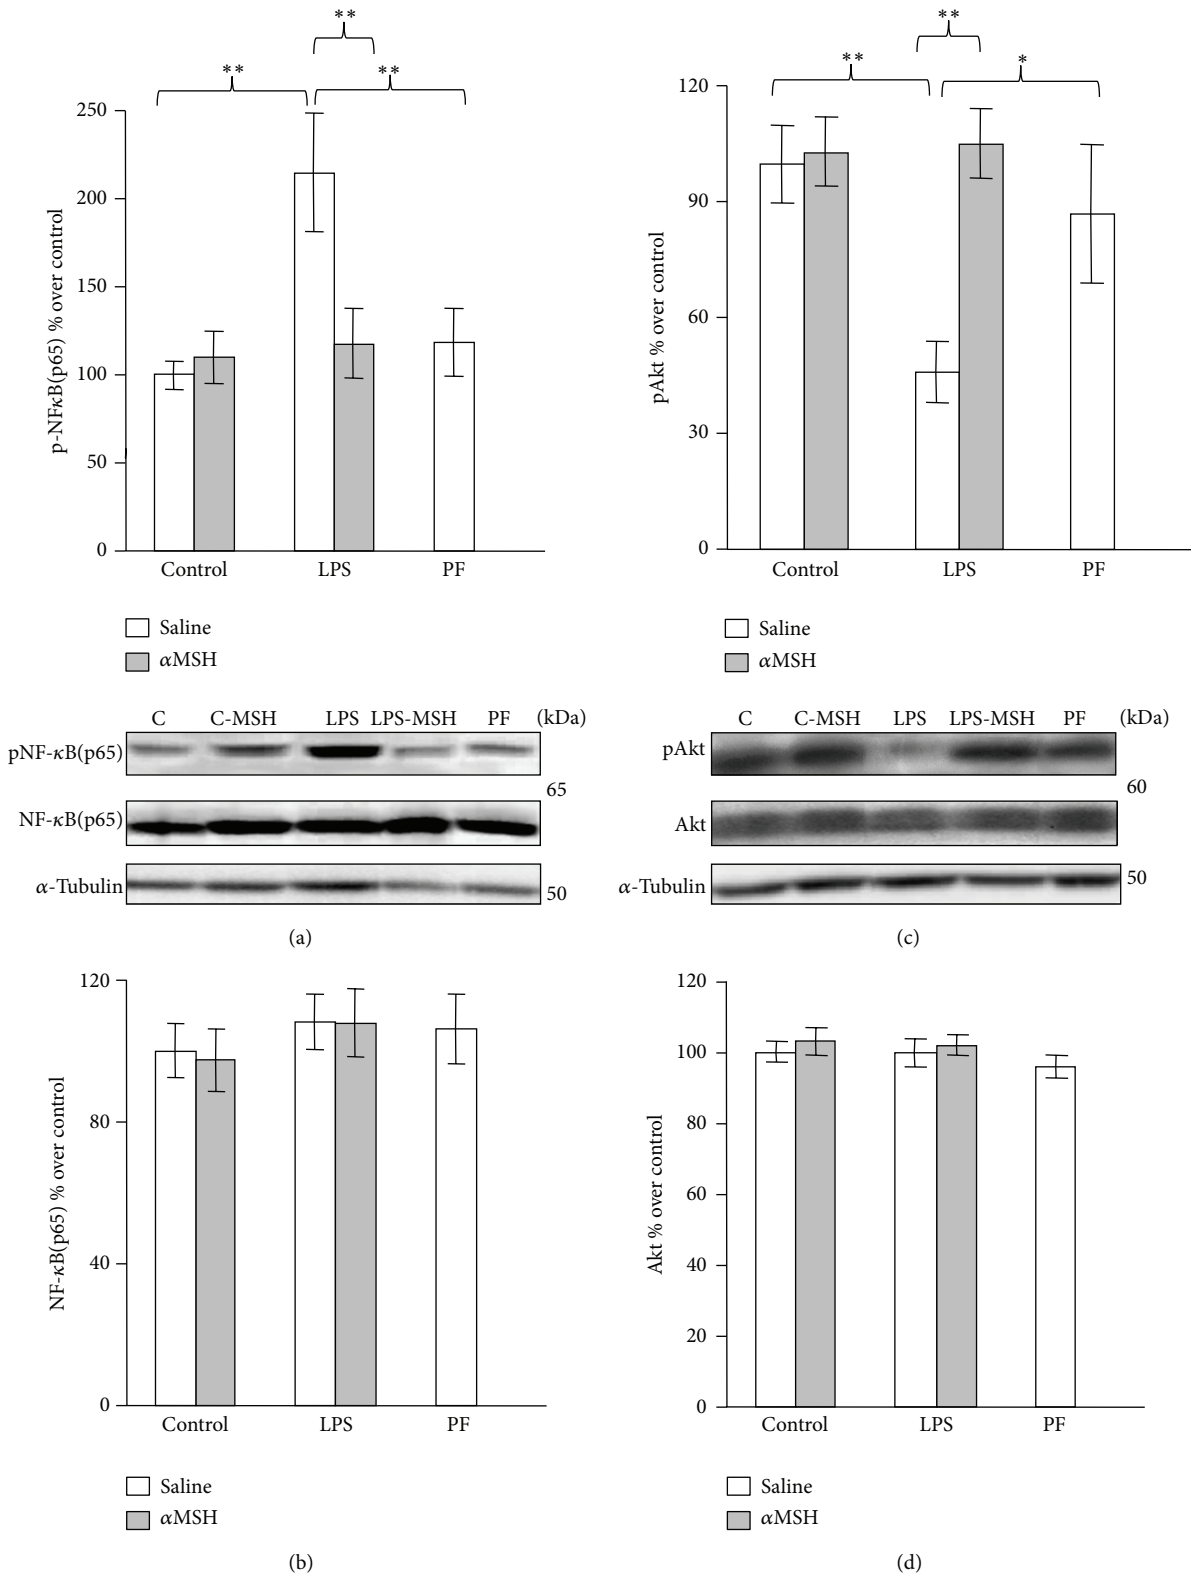 **
** **
250
200
150
100
50
0
p-NFκB(p65) % over control
Control LPS PF
Saline
αMSH
C C-MSH LPS LPS-MSH PF (kDa)
pNF-κB(p65)
65
NF-κB(p65)
α-Tubulin
50
(a)
**
** *
120
90
60
30
0
pAkt % over control
Control LPS PF
Saline
αMSH
C C-MSH LPS LPS-MSH PF (kDa)
pAkt
60
Akt
α-Tubulin
50
(c)
120
80
40
0
NF-κB(p65) % over control
Control LPS PF
Saline
αMSH
(b)
120
100
80
60
40
20
0
Akt % over control
Control LPS PF
Saline
αMSH
(d)